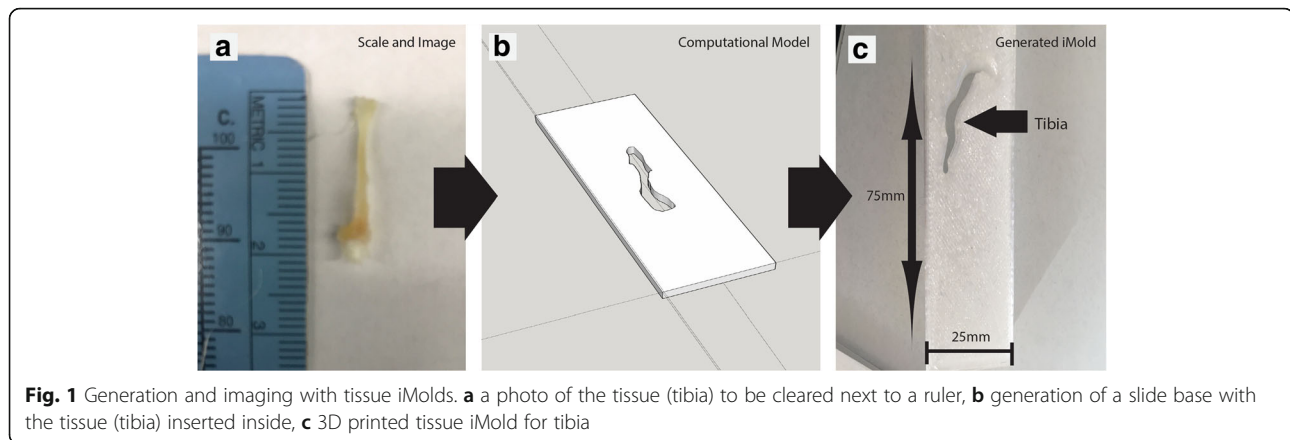 a
Scale and Image
METRIC 1
C.
100
90
2
80
3
b
Computational Model
c
Generated iMold
Tibia
75mm
25mm
Fig. 1 Generation and imaging with tissue iMolds. a a photo of the tissue (tibia) to be cleared next to a ruler, b generation of a slide base with
the tissue (tibia) inserted inside, c 3D printed tissue iMold for tibia